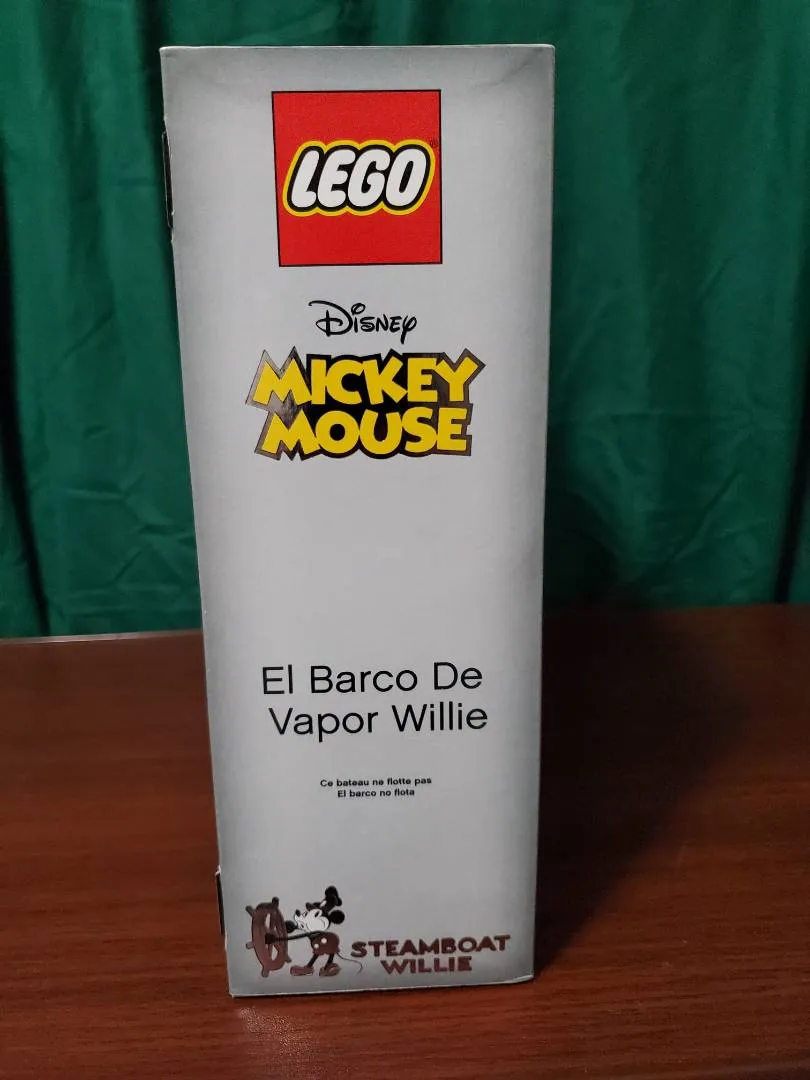 LEGO
Disney
MICKEY
MOUSE
El Barco De
Vapor Willie
Ce bateau ne flotte pas
El barco no flota
STEAMBOAT
WILLIE